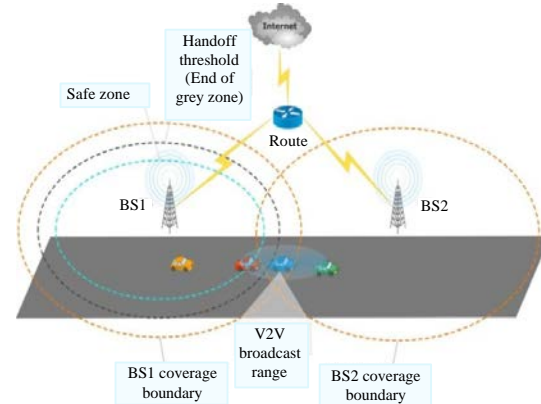 Internet
Handoff
threshold
(End of
grey zone)
Safe zone
Route
BS1
BS2
V2V
broadcast
range
BS1 coverage
boundary
BS2 coverage
boundary